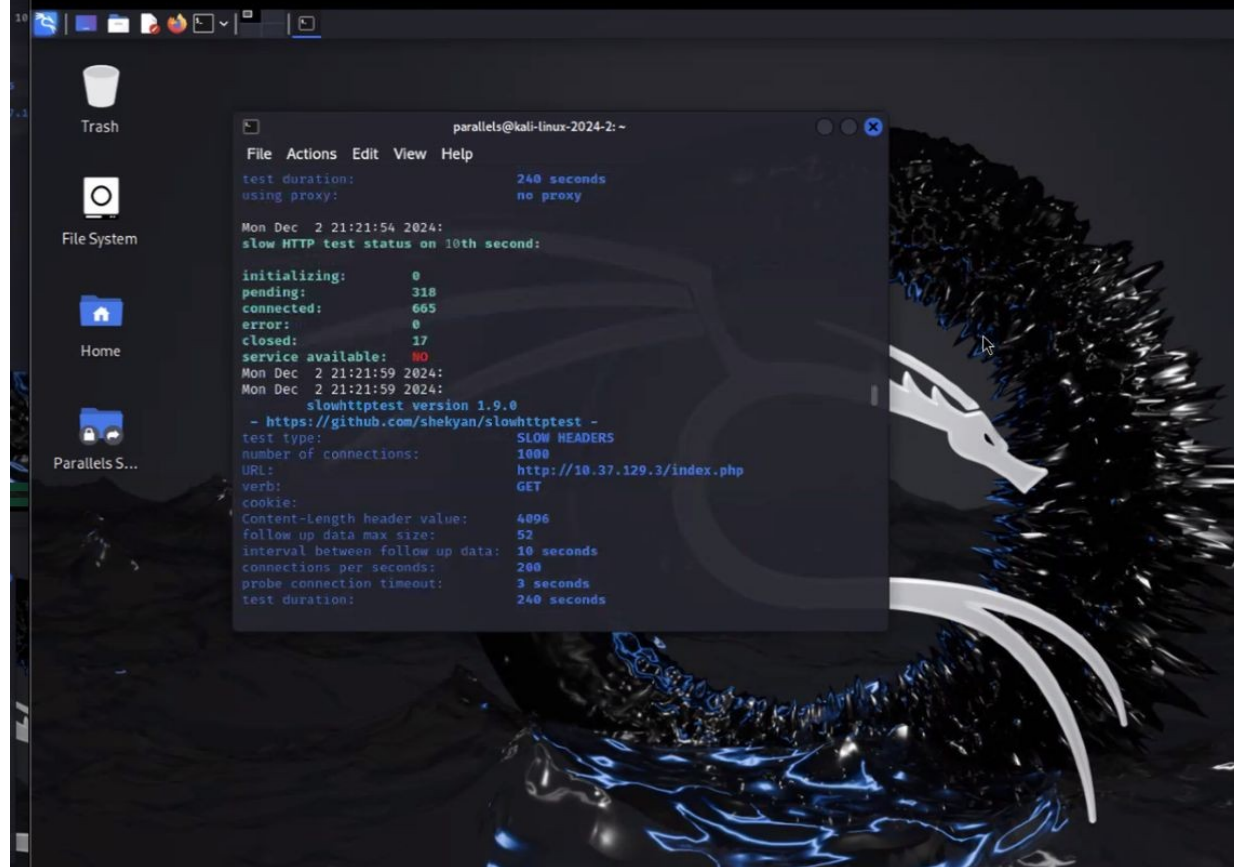 10
7.1
Trash
File System
Home
Parallels S...
parallels@kali-linux-2024-2: ~
File Actions Edit View Help
test duration: 240 seconds
using proxy: no proxy
Mon Dec 2 21:21:54 2024:
slow HTTP test status on 10th second:
initializing: 0
pending: 318
connected: 665
error: 0
closed: 17
service available: NO
Mon Dec 2 21:21:59 2024:
Mon Dec 2 21:21:59 2024:
slowhttptest version 1.9.0
- https://github.com/shekyan/slowhttptest -
test type: SLOW HEADERS
number of connections: 1000
URL: http://10.37.129.3/index.php
verb: GET
cookie:
Content-Length header value: 4096
follow up data max size: 52
interval between follow up data: 10 seconds
connections per seconds: 200
probe connection timeout: 3 seconds
test duration: 240 seconds